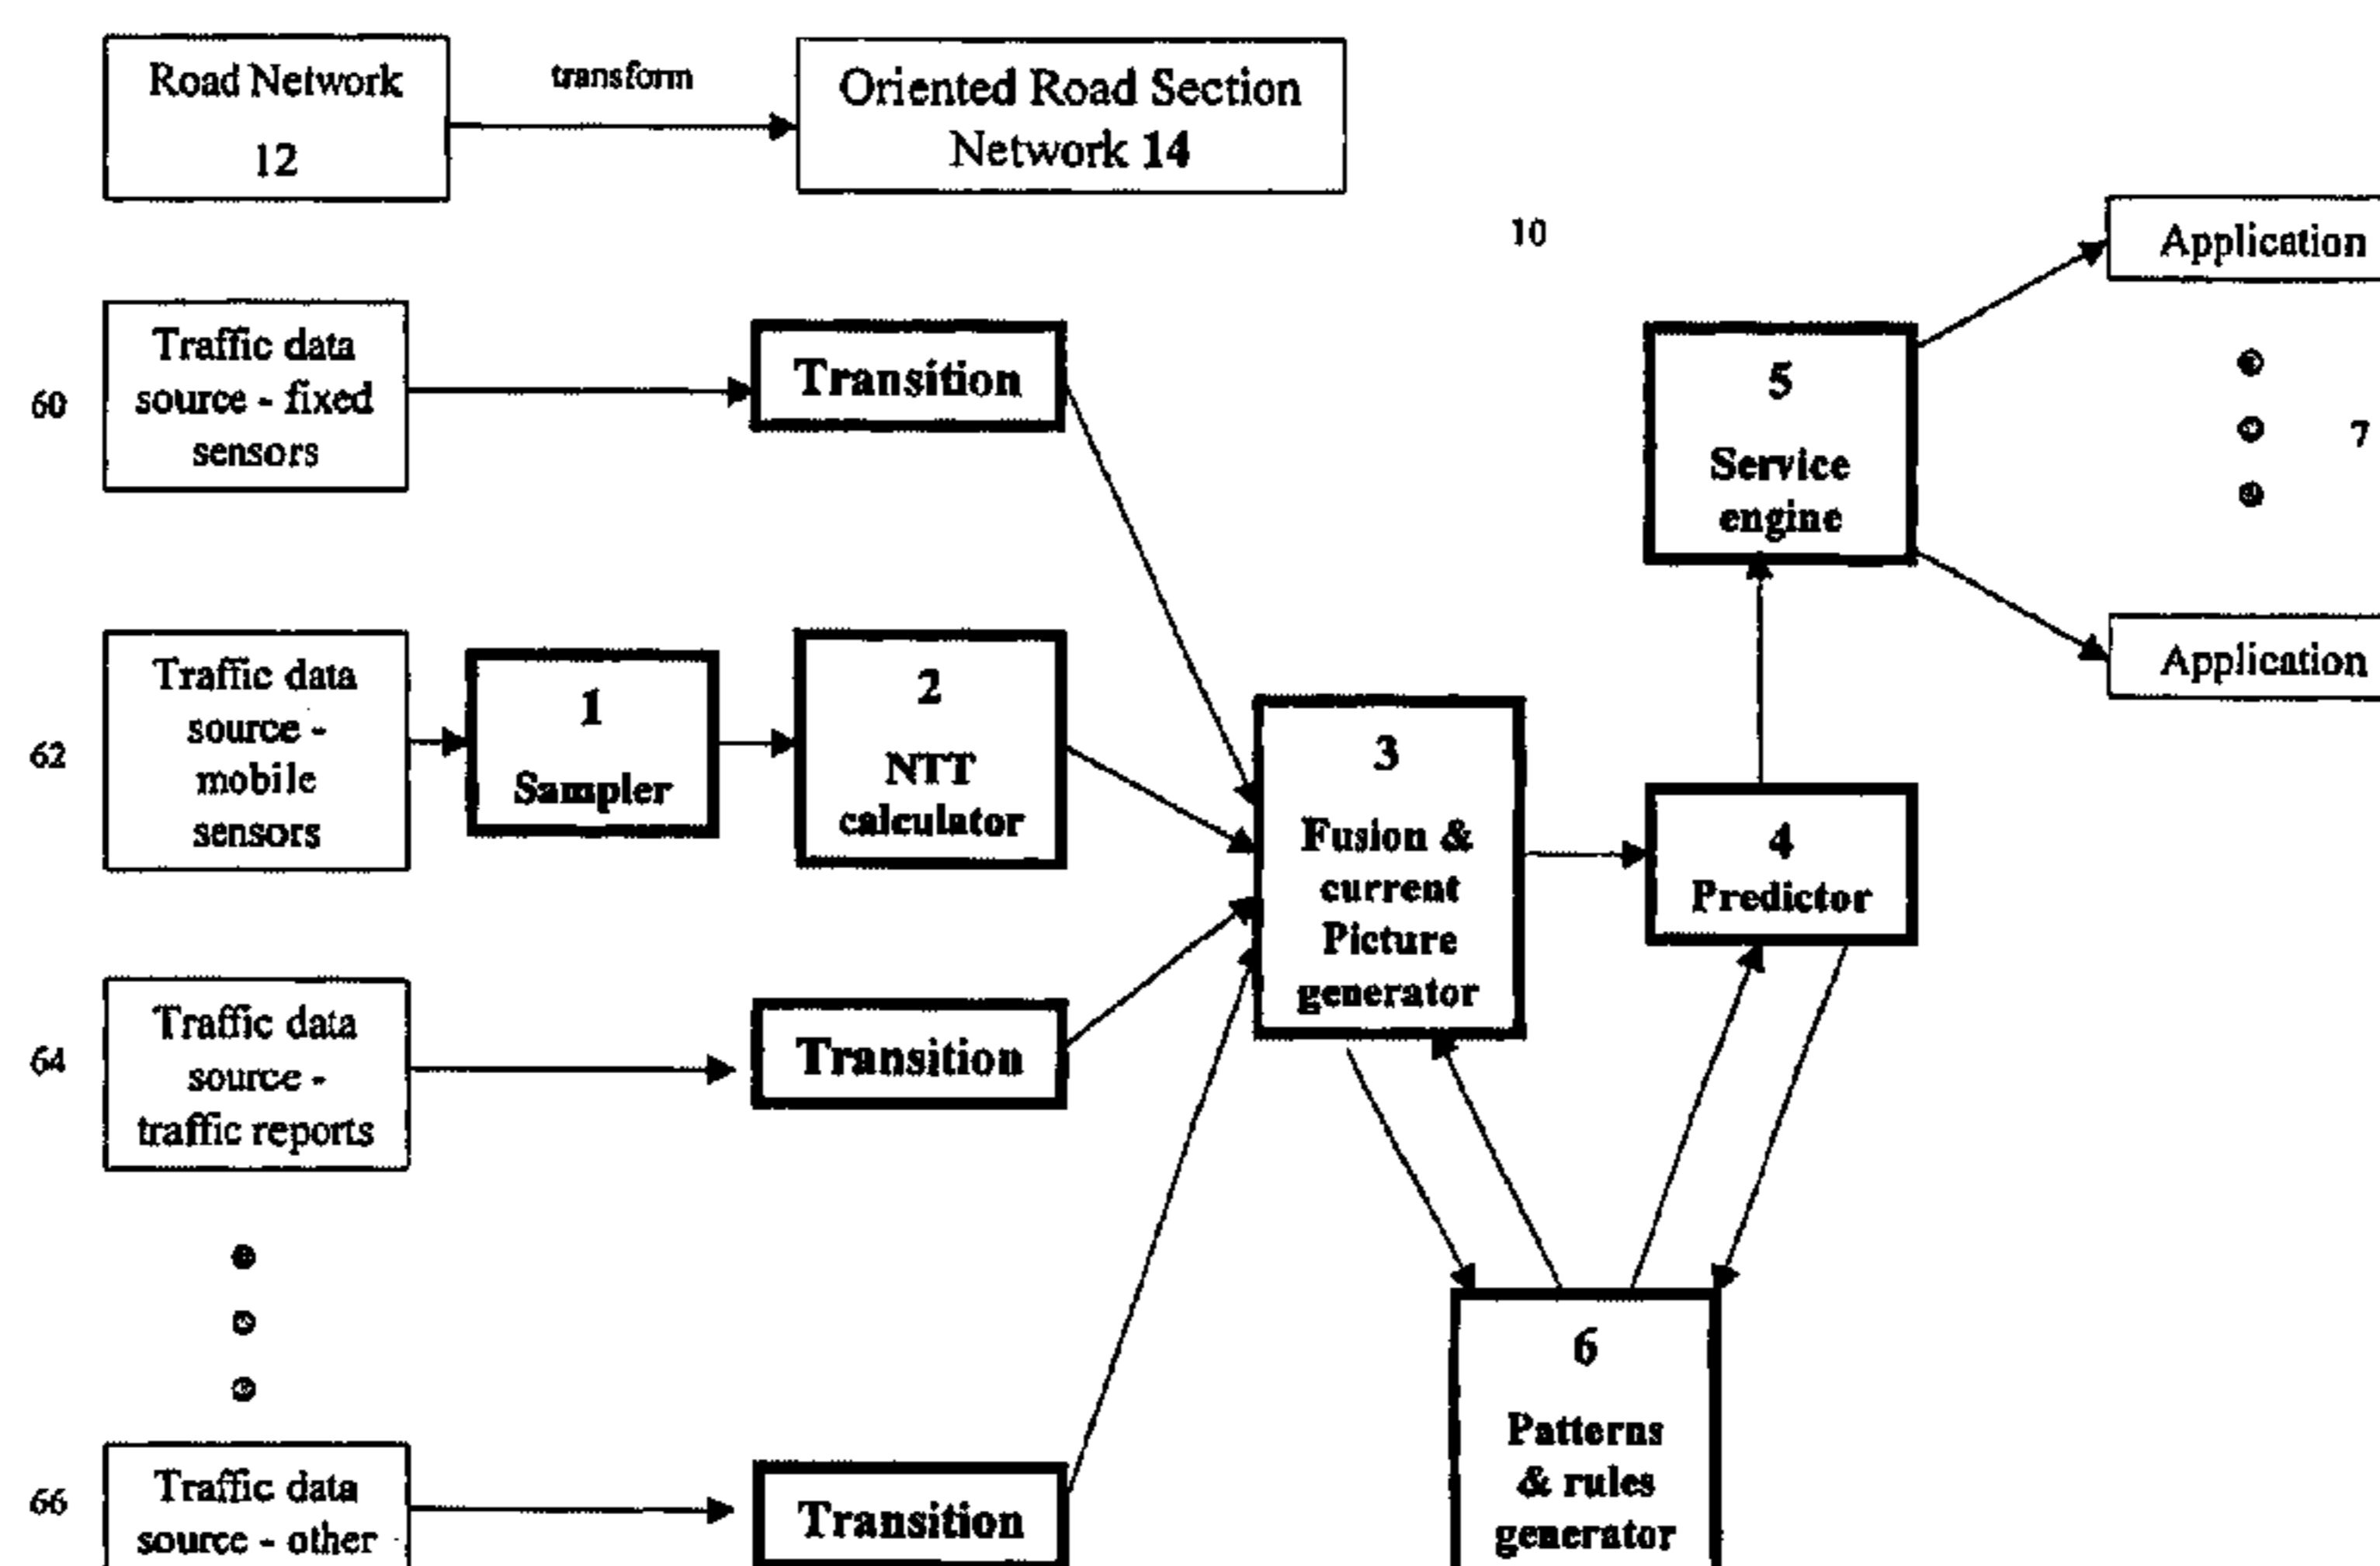 Road Network
12
transform
Oriented Road Section
Network 14
10
Application
60
Traffic data
source - fixed
sensors
Transition
5
Service
engine
7
62
Traffic data
source -
mobile
sensors
1
Sampler
2
NTT
calculator
3
Fusion &
current
Picture
generator
4
Predictor
Application
64
Traffic data
source -
traffic reports
Transition
66
Traffic data
source - other
Transition
6
Patterns
& rules
generator